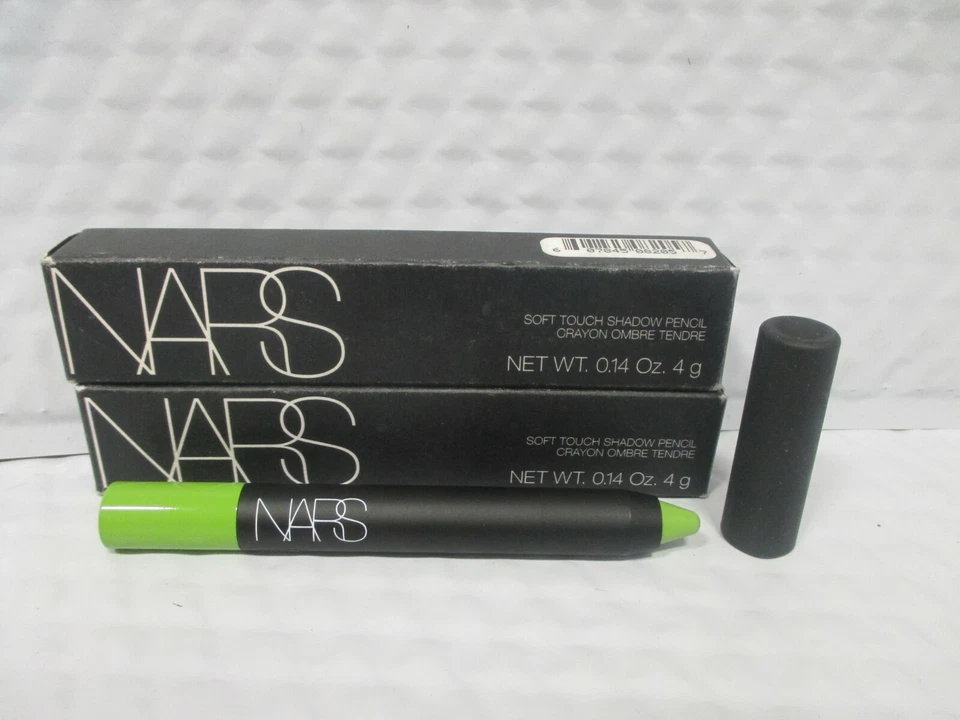 NARS
SOFT TOUCH SHADOW PENCIL
CRAYON OMBRE TENDRE
NET WT. 0.14 Oz. 4 g
NARS
SOFT TOUCH SHADOW PENCIL
CRAYON OMBRE TENDRE
NET WT. 0.14 Oz. 4 g
NARS